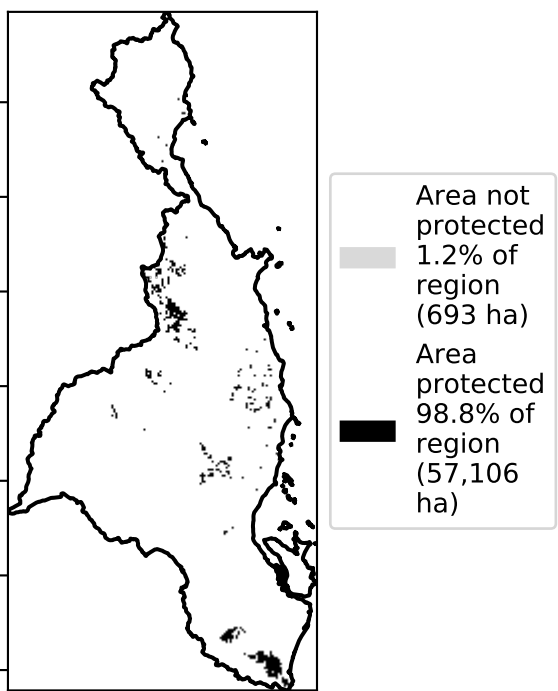 Area not
protected
1.2% of
region
(693 ha)
Area
protected
98.8% of
region
(57,106
ha)